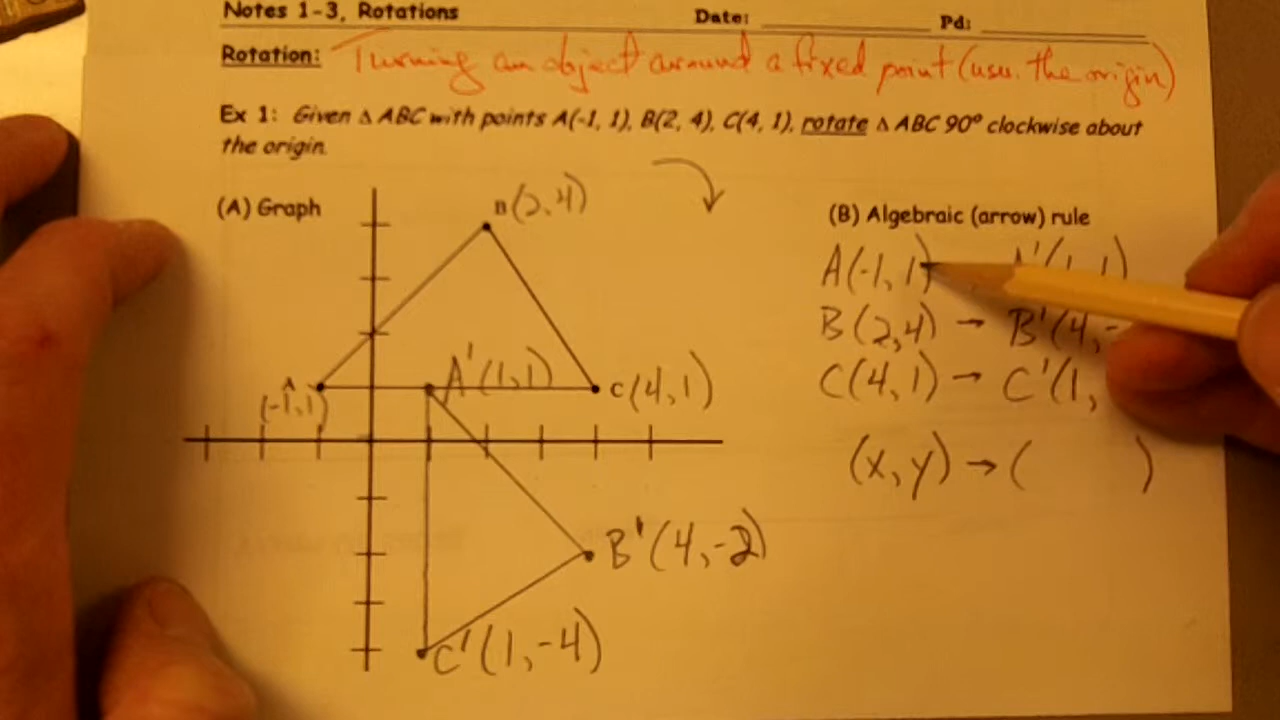 Notes 1-3, Rotations Date: Pd:
Rotation: Turning an object around a fixed point (usu. the origin)
Ex 1: Given Δ ABC with points A(-1, 1), B(2, 4), C(4, 1), rotate Δ ABC 90° clockwise about
the origin.
(A) Graph
B(2,4)
A
(-1,1)
A'(1,1)
C(4,1)
B'(4,-2)
C'(1,-4)
(B) Algebraic (arrow) rule
A(-1,1) A'(1,1)
B(2,4) → B'(4,-
C(4,1) → C'(1,
(x,y) → ( )